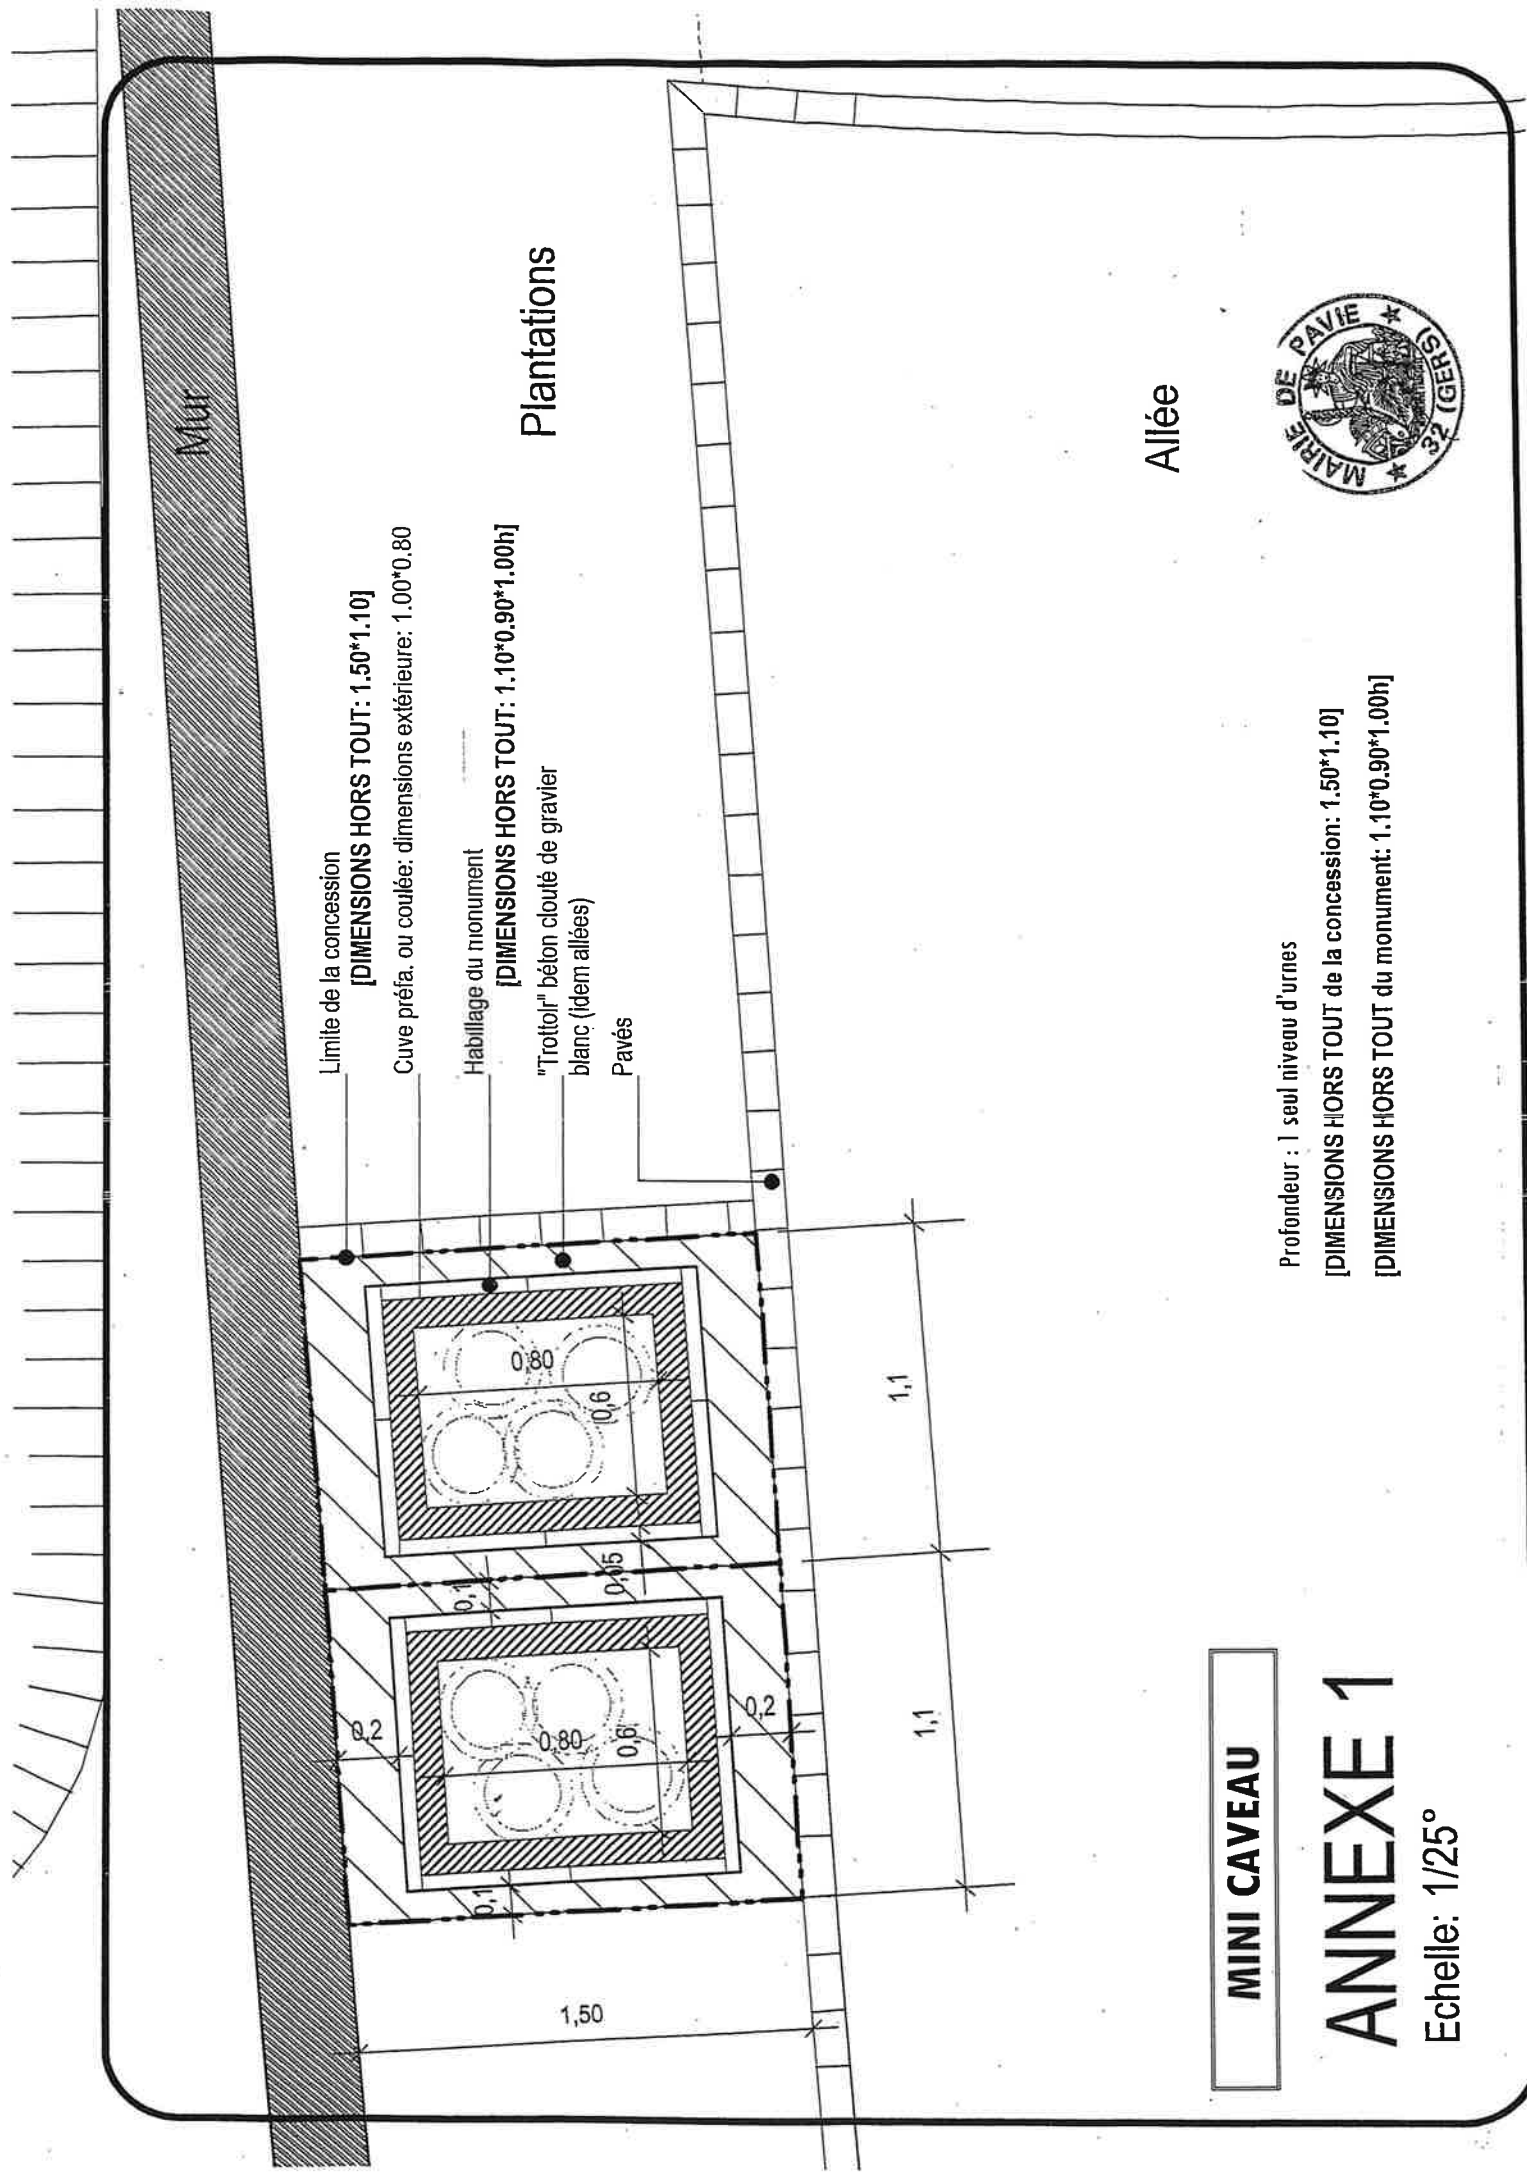 Mur
Limite de la concession
[DIMENSIONS HORS TOUT: 1.50*1.10]
Cuve préfa. ou coulée: dimensions extérieure: 1.00*0.80
Habillage du monument
[DIMENSIONS HORS TOUT: 1.10*0.90*1.00h]
"Trottoir" béton clouté de gravier
blanc (idem allées)
Pavés
Plantations
0,2
0,1
0,80
0,6
0,2
0,1
0,05
0,80
0,6
1,50
1,1
1,1
Allée
Profondeur : 1 seul niveau d'urnes
[DIMENSIONS HORS TOUT de la concession: 1.50*1.10]
[DIMENSIONS HORS TOUT du monument: 1.10*0.90*1.00h]
MAIRIE DE PAVIE
32 (GERS)
MINI CAVEAU
ANNEXE 1
Echelle: 1/25°